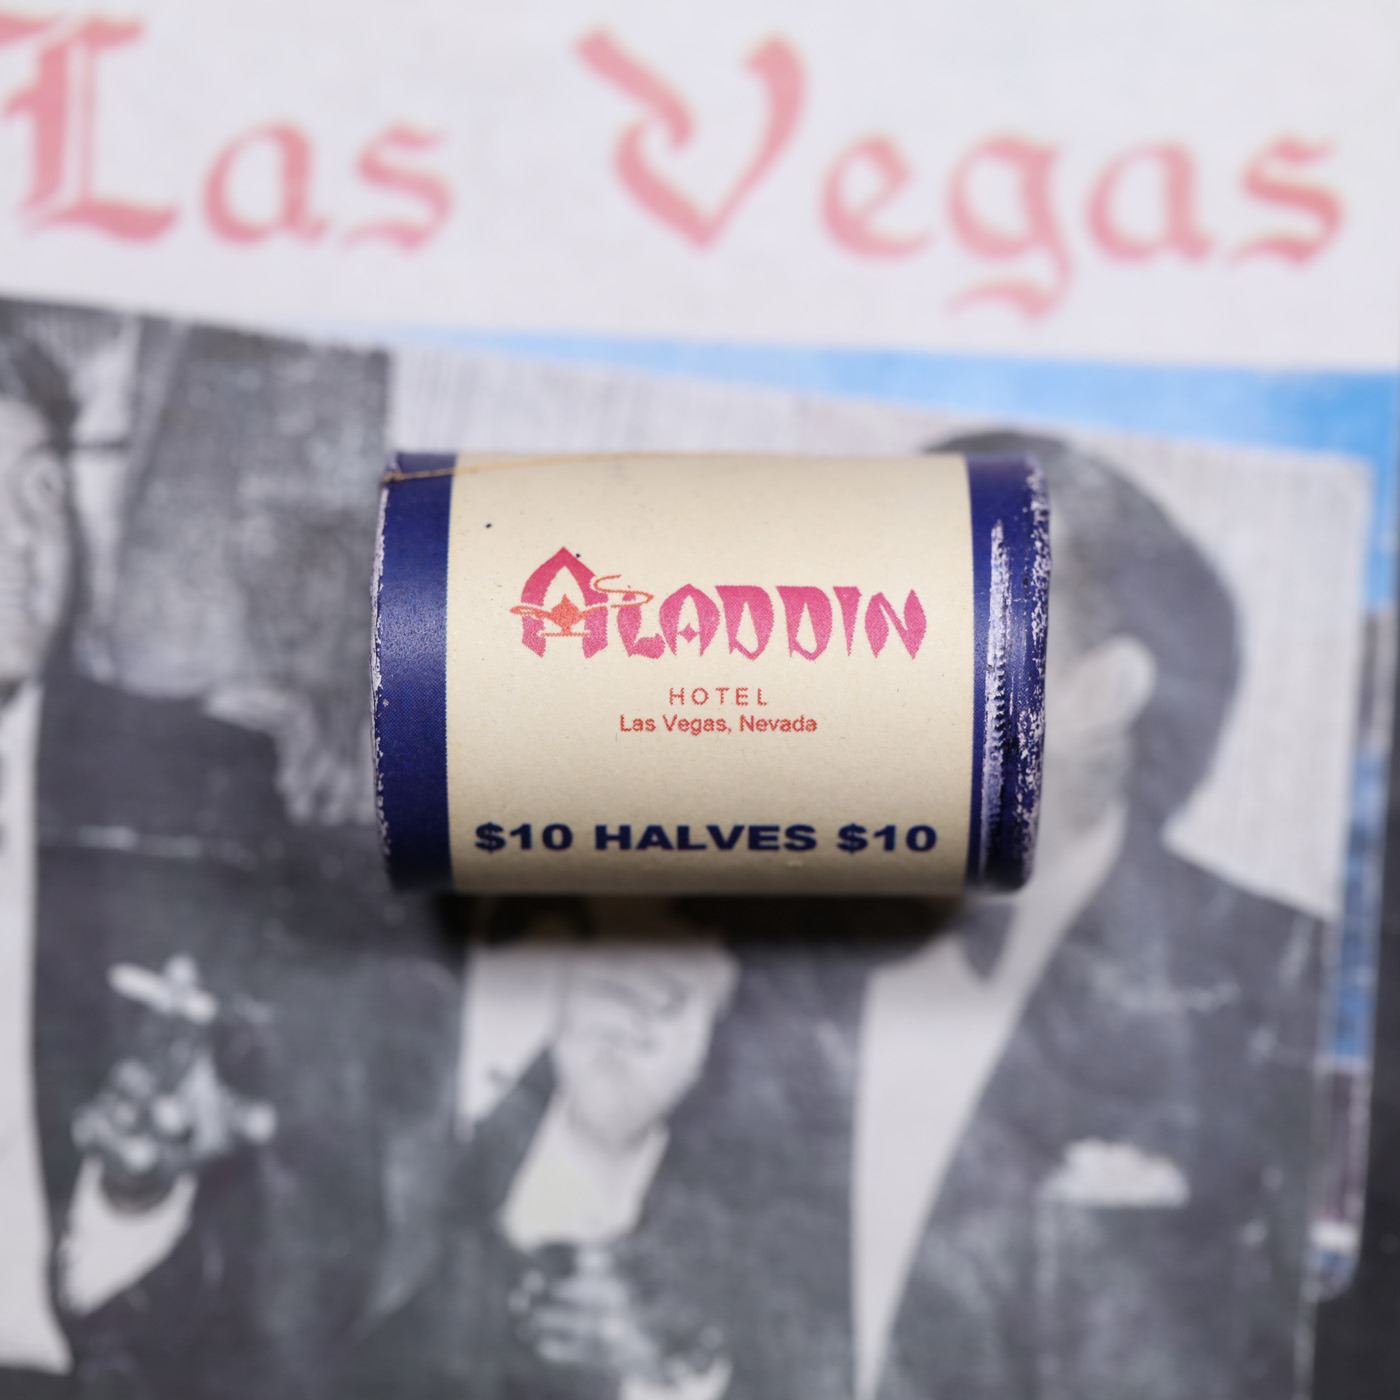 Las Vegas
ALADDIN
HOTEL
Las Vegas, Nevada
$10 HALVES $10